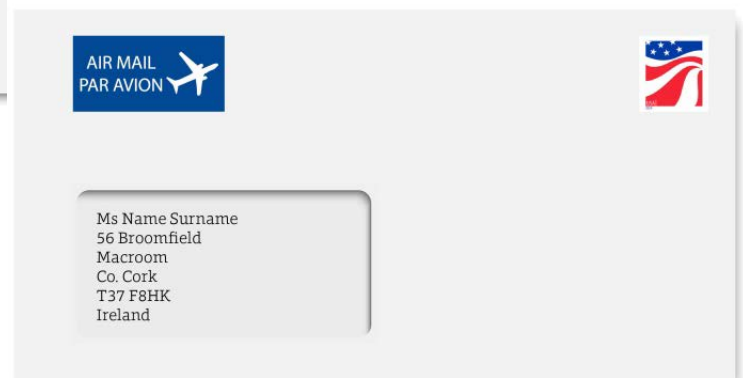 AIR MAIL
PAR AVION
Ms Name Surname
56 Broomfield
Macroom
Co. Cork
T37 F8HK
Ireland